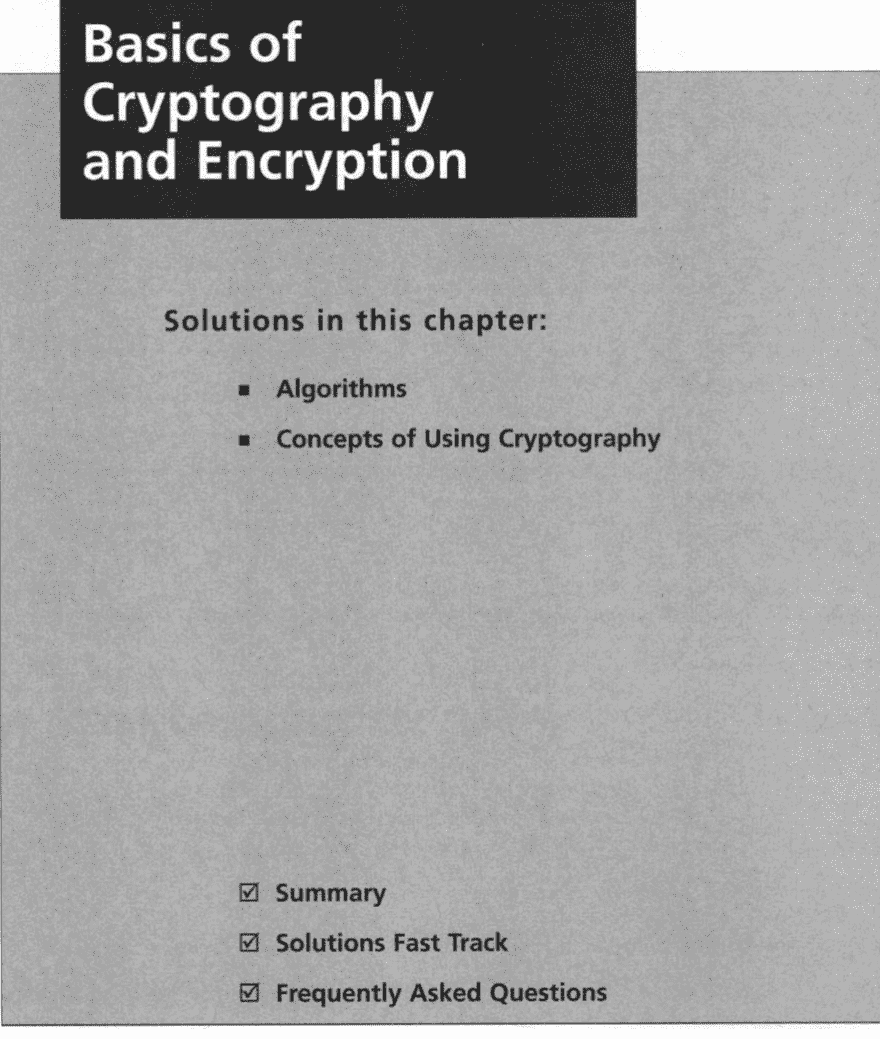 Basics of
Cryptography
and Encryption
Solutions in this chapter:
▪ Algorithms
▪ Concepts of Using Cryptography
☑ Summary
☑ Solutions Fast Track
☑ Frequently Asked Questions